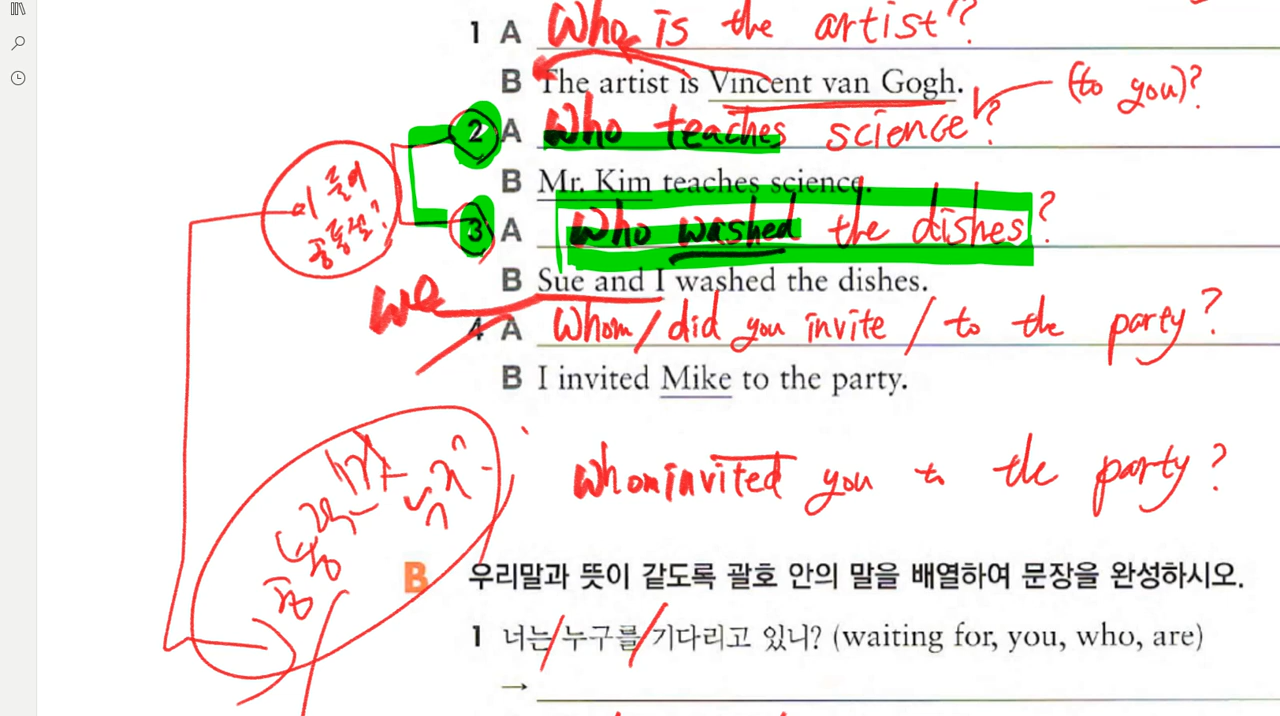 1 A Who is the artist?
B The artist is Vincent van Gogh.
(to you)?
2 A Who teaches science?
B Mr. Kim teaches science.
이 둘의
공통점?
3 A Who washed the dishes?
B Sue and I washed the dishes.
we
4 A Whom / did you invite / to the party?
B I invited Mike to the party.
Whom invited you to the party?
B 우리말과 뜻이 같도록 괄호 안의 말을 배열하여 문장을 완성하시오.
1 너는/누구를/기다리고 있니? (waiting for, you, who, are)
→